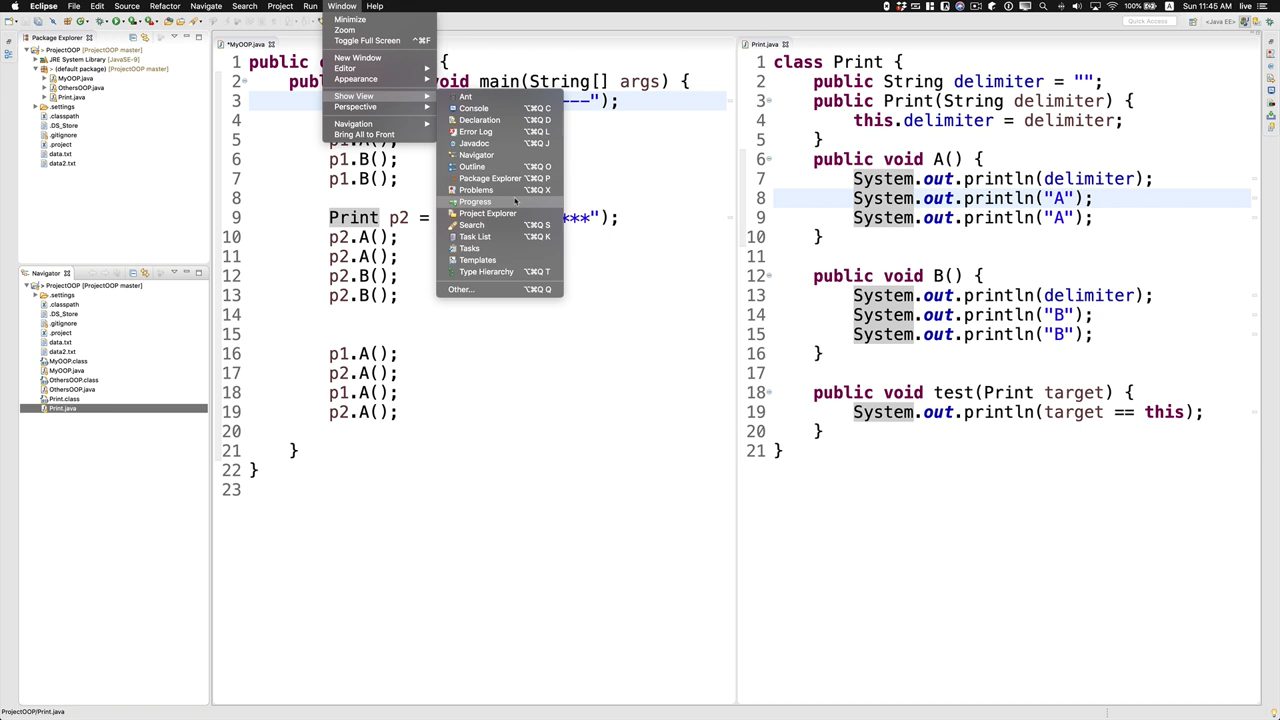 Eclipse File Edit Source Refactor Navigate Search Project Run Window Help
100% Sun 11:45 AM live
Quick Access <Java EE>
Minimize
Zoom
Toggle Full Screen ^⌘F
New Window
Editor
Appearance
Show View
Perspective
Navigation
Bring All to Front
Ant
Console ⌥⌘Q C
Declaration ⌥⌘Q D
Error Log ⌥⌘Q L
Javadoc ⌥⌘Q J
Navigator
Outline ⌥⌘Q O
Package Explorer ⌥⌘Q P
Problems ⌥⌘Q X
Progress
Project Explorer
Search ⌥⌘Q S
Task List ⌥⌘Q K
Tasks
Templates
Type Hierarchy ⌥⌘Q T
Other... ⌥⌘Q Q
Package Explorer
> ProjectOOP [ProjectOOP master]
JRE System Library [JavaSE-9]
> (default package) [ProjectOOP master]
MyOOP.java
OthersOOP.java
Print.java
.settings
.classpath
.DS_Store
.gitignore
.project
data.txt
data2.txt
Navigator
> ProjectOOP [ProjectOOP master]
.settings
.classpath
.DS_Store
.gitignore
.project
data.txt
data2.txt
MyOOP.class
MyOOP.java
OthersOOP.class
OthersOOP.java
Print.class
Print.java
*MyOOP.java
1 public c {
2 pub void main(String[] args) {
3 ---");
4
5 p1.A();
6 p1.B();
7 p1.B();
8
9 Print p2 = ***");
10 p2.A();
11 p2.A();
12 p2.B();
13 p2.B();
14
15
16 p1.A();
17 p2.A();
18 p1.A();
19 p2.A();
20
21 }
22 }
23
Print.java
1 class Print {
2 public String delimiter = "";
3 public Print(String delimiter) {
4 this.delimiter = delimiter;
5 }
6 public void A() {
7 System.out.println(delimiter);
8 System.out.println("A");
9 System.out.println("A");
10 }
11
12 public void B() {
13 System.out.println(delimiter);
14 System.out.println("B");
15 System.out.println("B");
16 }
17
18 public void test(Print target) {
19 System.out.println(target == this);
20 }
21 }
ProjectOOP/Print.java